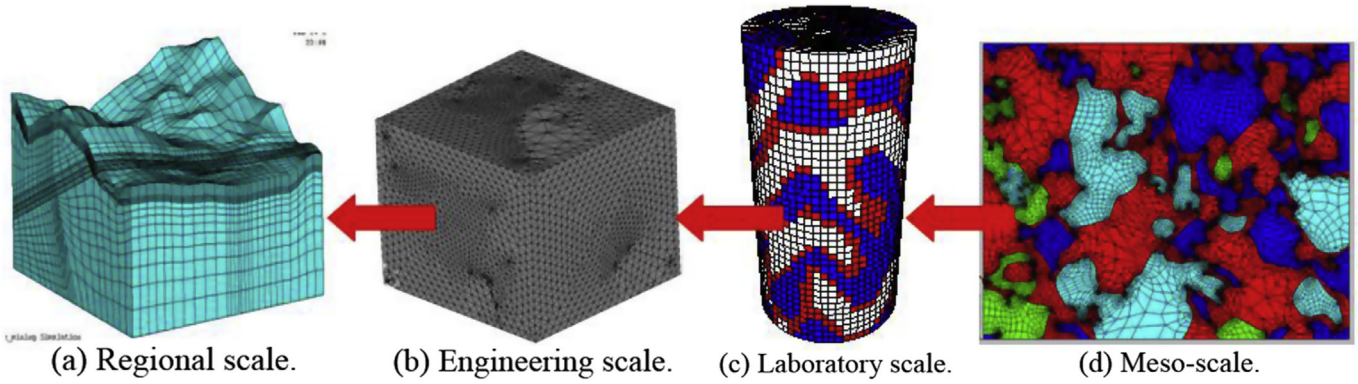 (a) Regional scale.
(b) Engineering scale.
(c) Laboratory scale.
(d) Meso-scale.